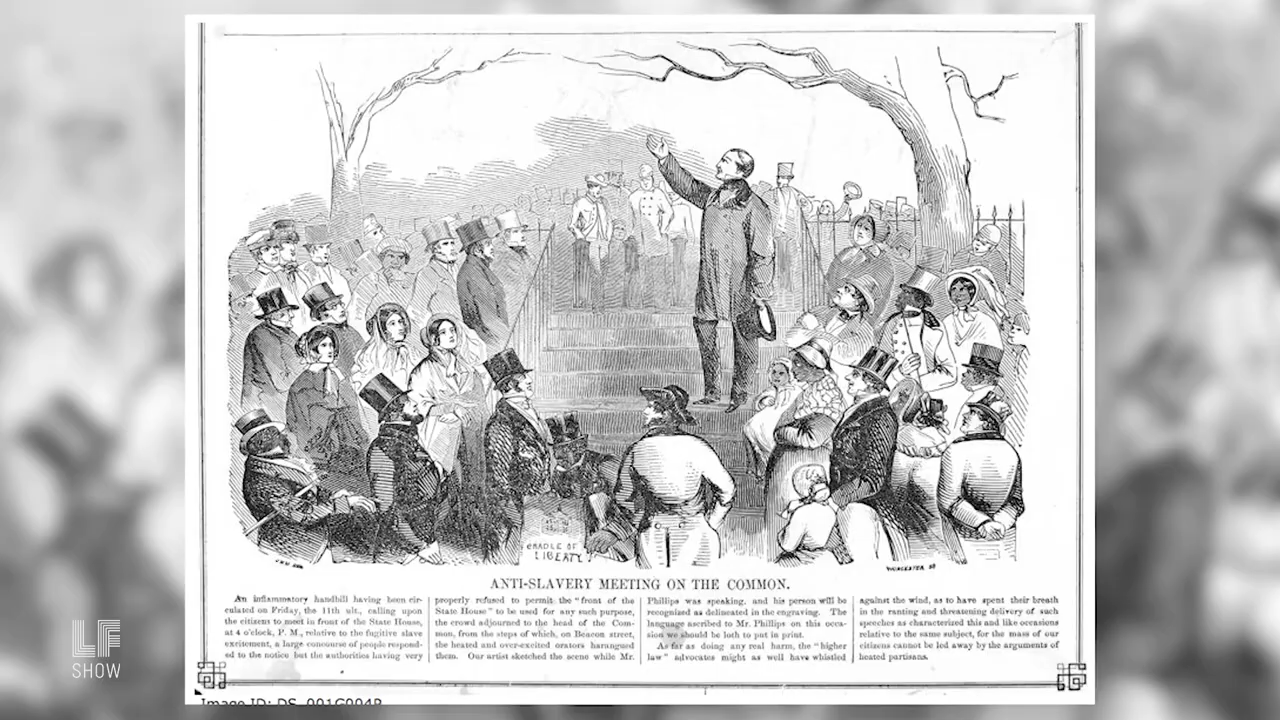 CRADLE OF
LIBERTY
WORCESTER SC
ANTI-SLAVERY MEETING ON THE COMMON.
An inflammatory handbill having been cir-
culated on Friday, the 11th ult., calling upon
the citizens to meet in front of the State House,
at 4 o'clock, P. M., relative to the fugitive slave
excitement, a large concourse of people respond-
ed to the notice but the authorities having very
properly refused to permit the "front of the
State House" to be used for any such purpose,
the crowd adjourned to the head of the Com-
mon, from the steps of which, on Beacon street,
the heated and over-excited orators harangued
them. Our artist sketched the scene while Mr.
Phillips was speaking, and his person will be
recognized as delineated in the engraving. The
language ascribed to Mr. Phillips on this occa-
sion we should be loth to put in print.
As far as doing any real harm, the "higher
law" advocates might as well have whistled
against the wind, as to have spent their breath
in the ranting and threatening delivery of such
speeches as characterized this and like occasions
relative to the same subject, for the mass of our
citizens cannot be led away by the arguments of
heated partisans.
LF
SHOW
Image ID: DS_001G004R